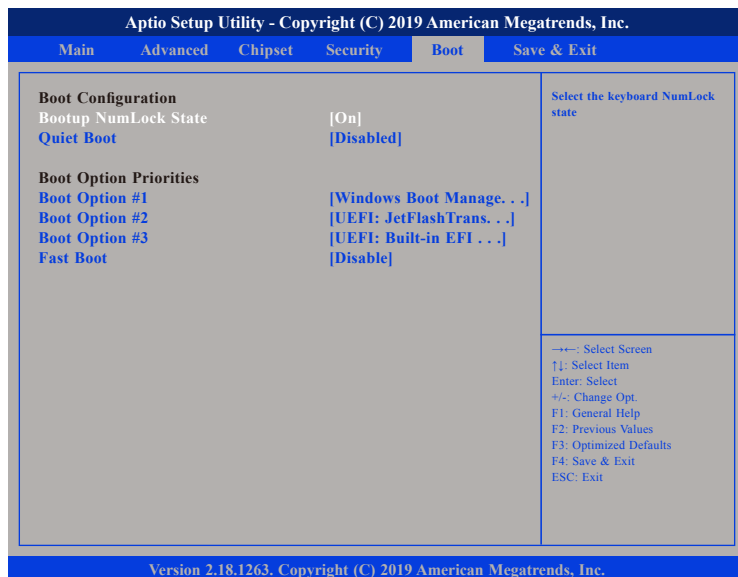 Aptio Setup Utility - Copyright (C) 2019 American Megatrends, Inc.
Main Advanced Chipset Security Boot Save & Exit
Boot Configuration
Bootup NumLock State [On]
Quiet Boot [Disabled]
Boot Option Priorities
Boot Option #1 [Windows Boot Manage. . .]
Boot Option #2 [UEFI: JetFlashTrans. . .]
Boot Option #3 [UEFI: Built-in EFI . . .]
Fast Boot [Disable]
Select the keyboard NumLock
state
→←: Select Screen
↑↓: Select Item
Enter: Select
+/-: Change Opt.
F1: General Help
F2: Previous Values
F3: Optimized Defaults
F4: Save & Exit
ESC: Exit
Version 2.18.1263. Copyright (C) 2019 American Megatrends, Inc.